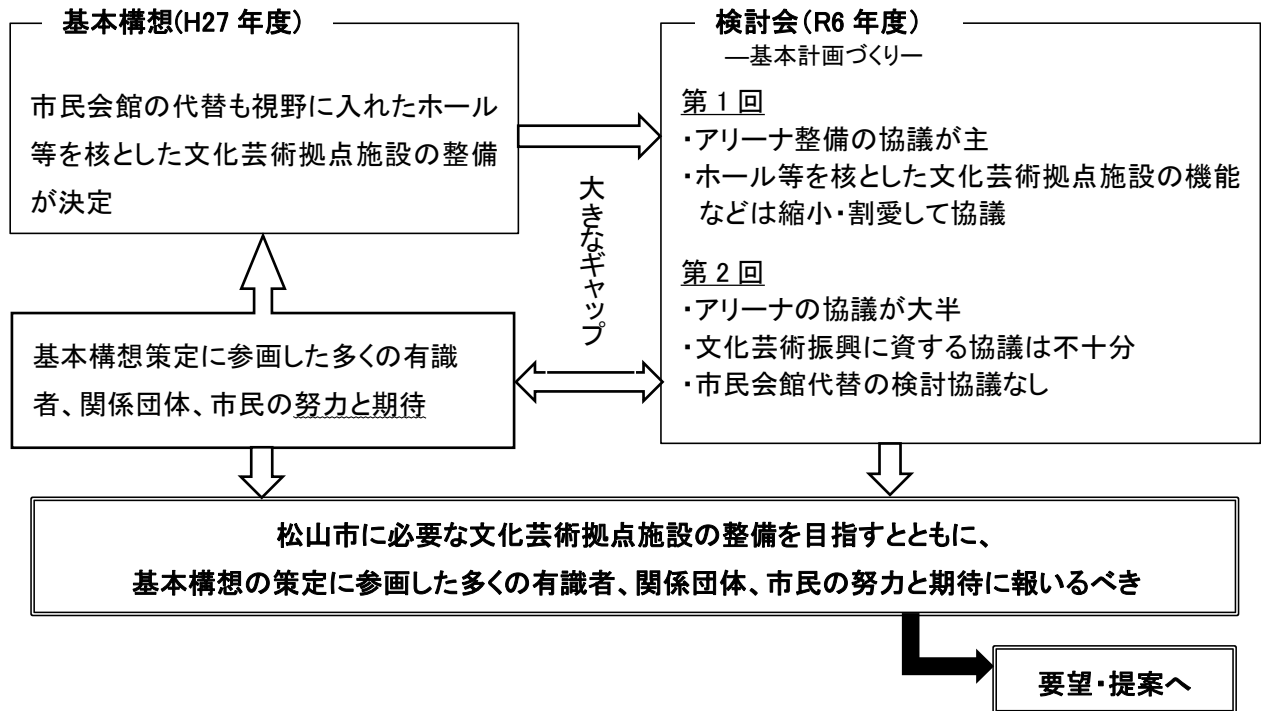 基本構想(H27 年度)
市民会館の代替も視野に入れたホール
等を核とした文化芸術拠点施設の整備
が決定
基本構想策定に参画した多くの有識
者、関係団体、市民の努力と期待
大きなギャップ
検討会(R6 年度)
―基本計画づくりー
第 1 回
・アリーナ整備の協議が主
・ホール等を核とした文化芸術拠点施設の機能
などは縮小・割愛して協議
第 2 回
・アリーナの協議が大半
・文化芸術振興に資する協議は不十分
・市民会館代替の検討協議なし
松山市に必要な文化芸術拠点施設の整備を目指すとともに、
基本構想の策定に参画した多くの有識者、関係団体、市民の努力と期待に報いるべき
要望・提案へ